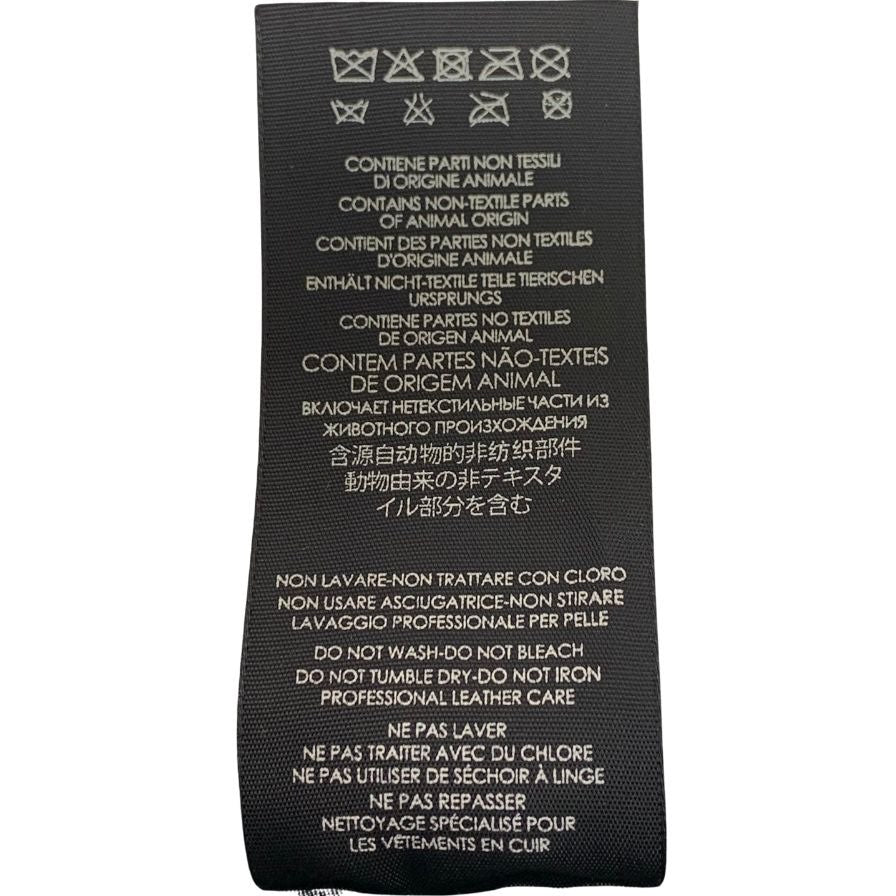 CONTIENE PARTI NON TESSILI
DI ORIGINE ANIMALE
CONTAINS NON-TEXTILE PARTS
OF ANIMAL ORIGIN
CONTIENT DES PARTIES NON TEXTILES
D'ORIGINE ANIMALE
ENTHÄLT NICHT-TEXTILE TEILE TIERISCHEN
URSPRUNGS
CONTIENE PARTES NO TEXTILES
DE ORIGEN ANIMAL
CONTEM PARTES NÃO-TEXTEIS
DE ORIGEM ANIMAL
ВКЛЮЧАЕТ НЕТЕКСТИЛЬНЫЕ ЧАСТИ ИЗ
ЖИВОТНОГО ПРОИЗХОЖДЕНИЯ
含源自动物的非纺织部件
動物由来の非テキスタ
イル部分を含む
NON LAVARE-NON TRATTARE CON CLORO
NON USARE ASCIUGATRICE-NON STIRARE
LAVAGGIO PROFESSIONALE PER PELLE
DO NOT WASH-DO NOT BLEACH
DO NOT TUMBLE DRY-DO NOT IRON
PROFESSIONAL LEATHER CARE
NE PAS LAVER
NE PAS TRAITER AVEC DU CHLORE
NE PAS UTILISER DE SÉCHOIR À LINGE
NE PAS REPASSER
NETTOYAGE SPÉCIALISÉ POUR
LES VÊTEMENTS EN CUIR